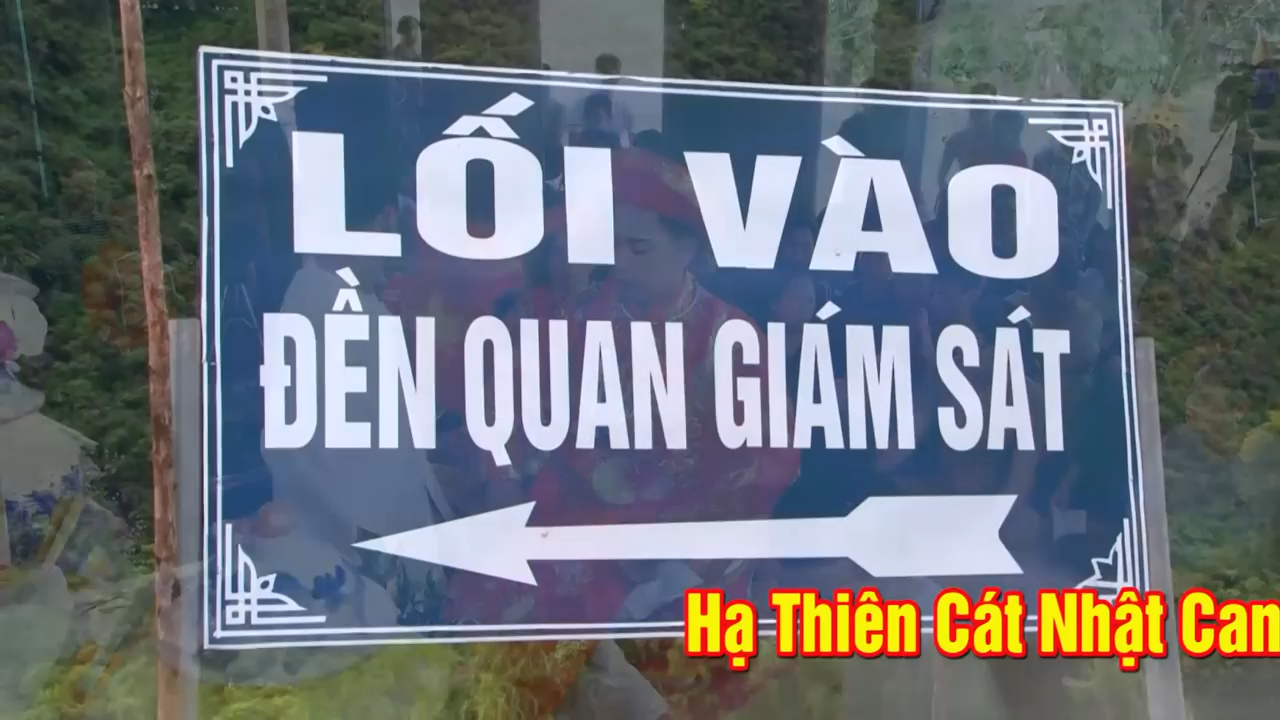 LỐI VÀO
ĐỀN QUAN GIÁM SÁT
Hạ Thiên Cát Nhật Can